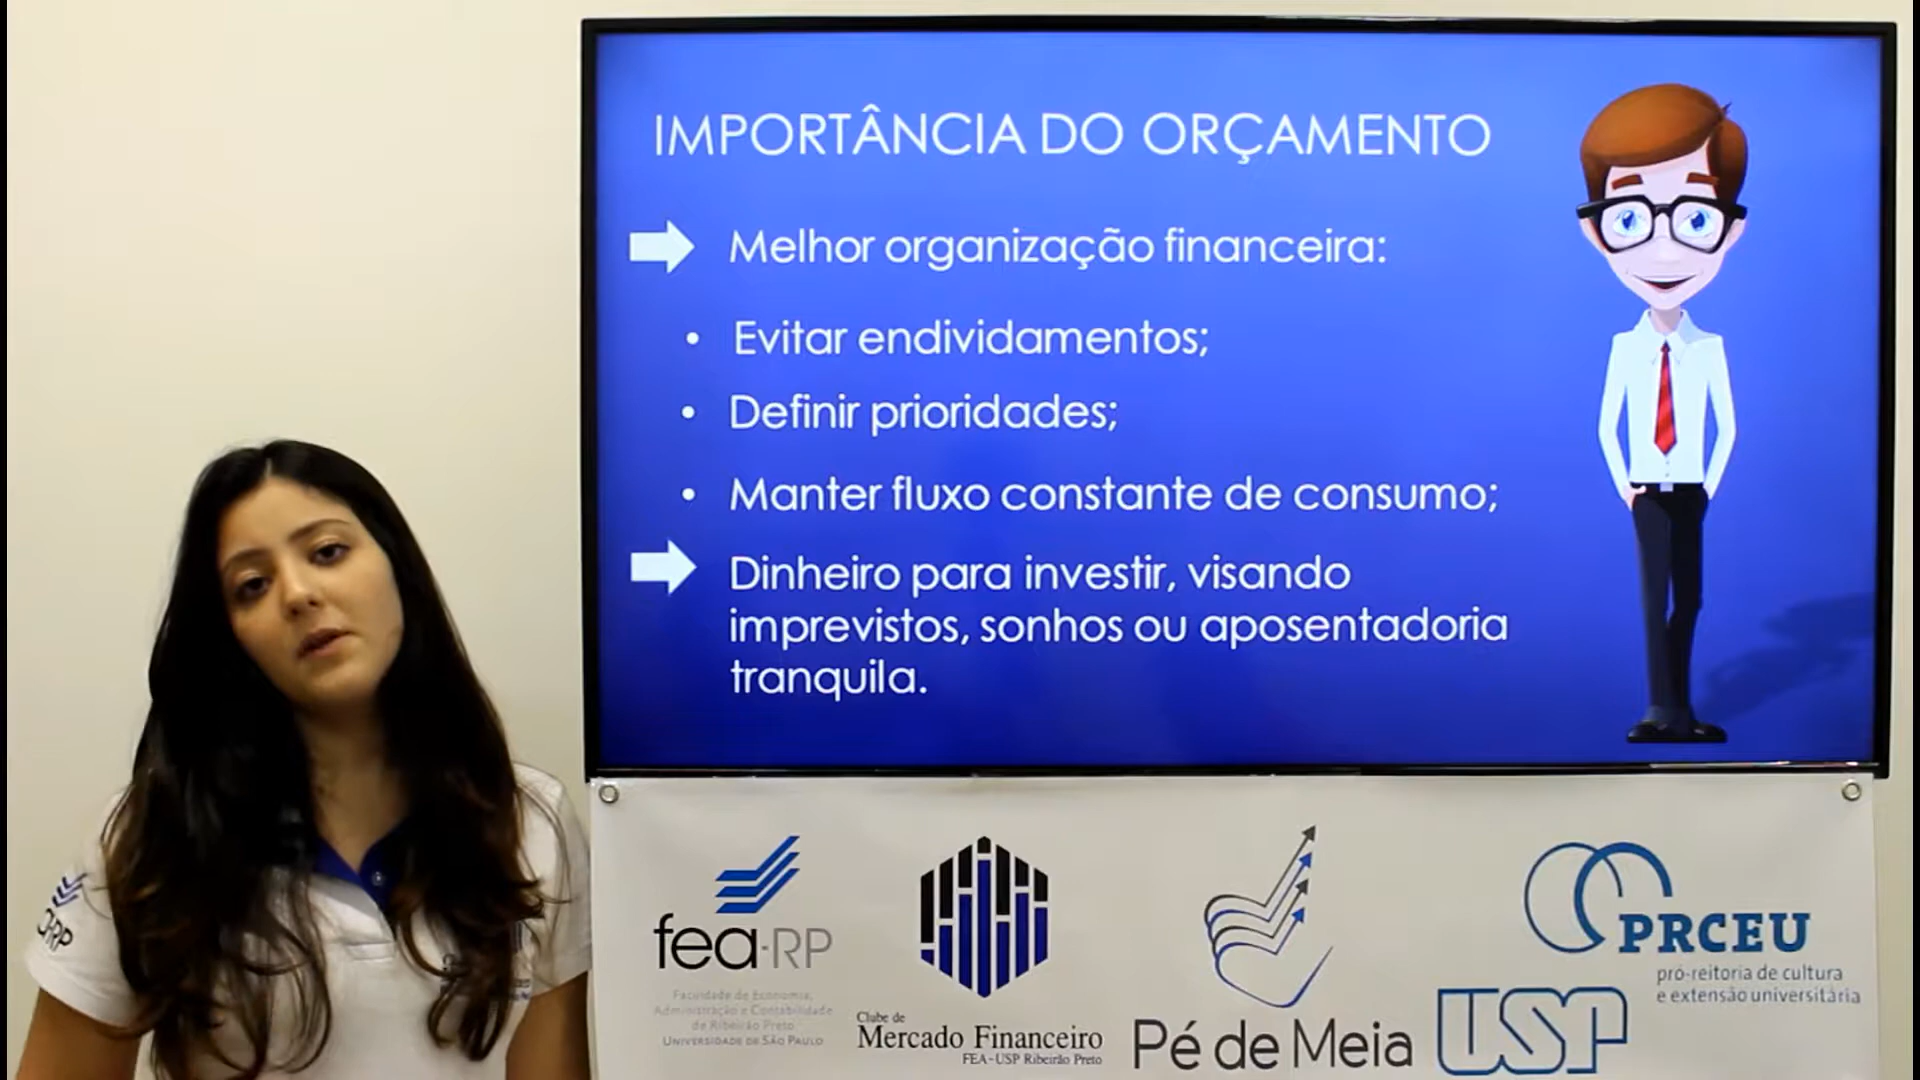 IMPORTÂNCIA DO ORÇAMENTO
Melhor organização financeira:
• Evitar endividamentos;
• Definir prioridades;
• Manter fluxo constante de consumo;
Dinheiro para investir, visando
imprevistos, sonhos ou aposentadoria
tranquila.
fea-RP
Faculdade de Economia,
Administração e Contabilidade
de Ribeirão Preto
UNIVERSIDADE DE SÃO PAULO
Clube de
Mercado Financeiro
FEA-USP Ribeirão Preto
Pé de Meia
PRCEU
pró-reitoria de cultura
e extensão universitária
USP